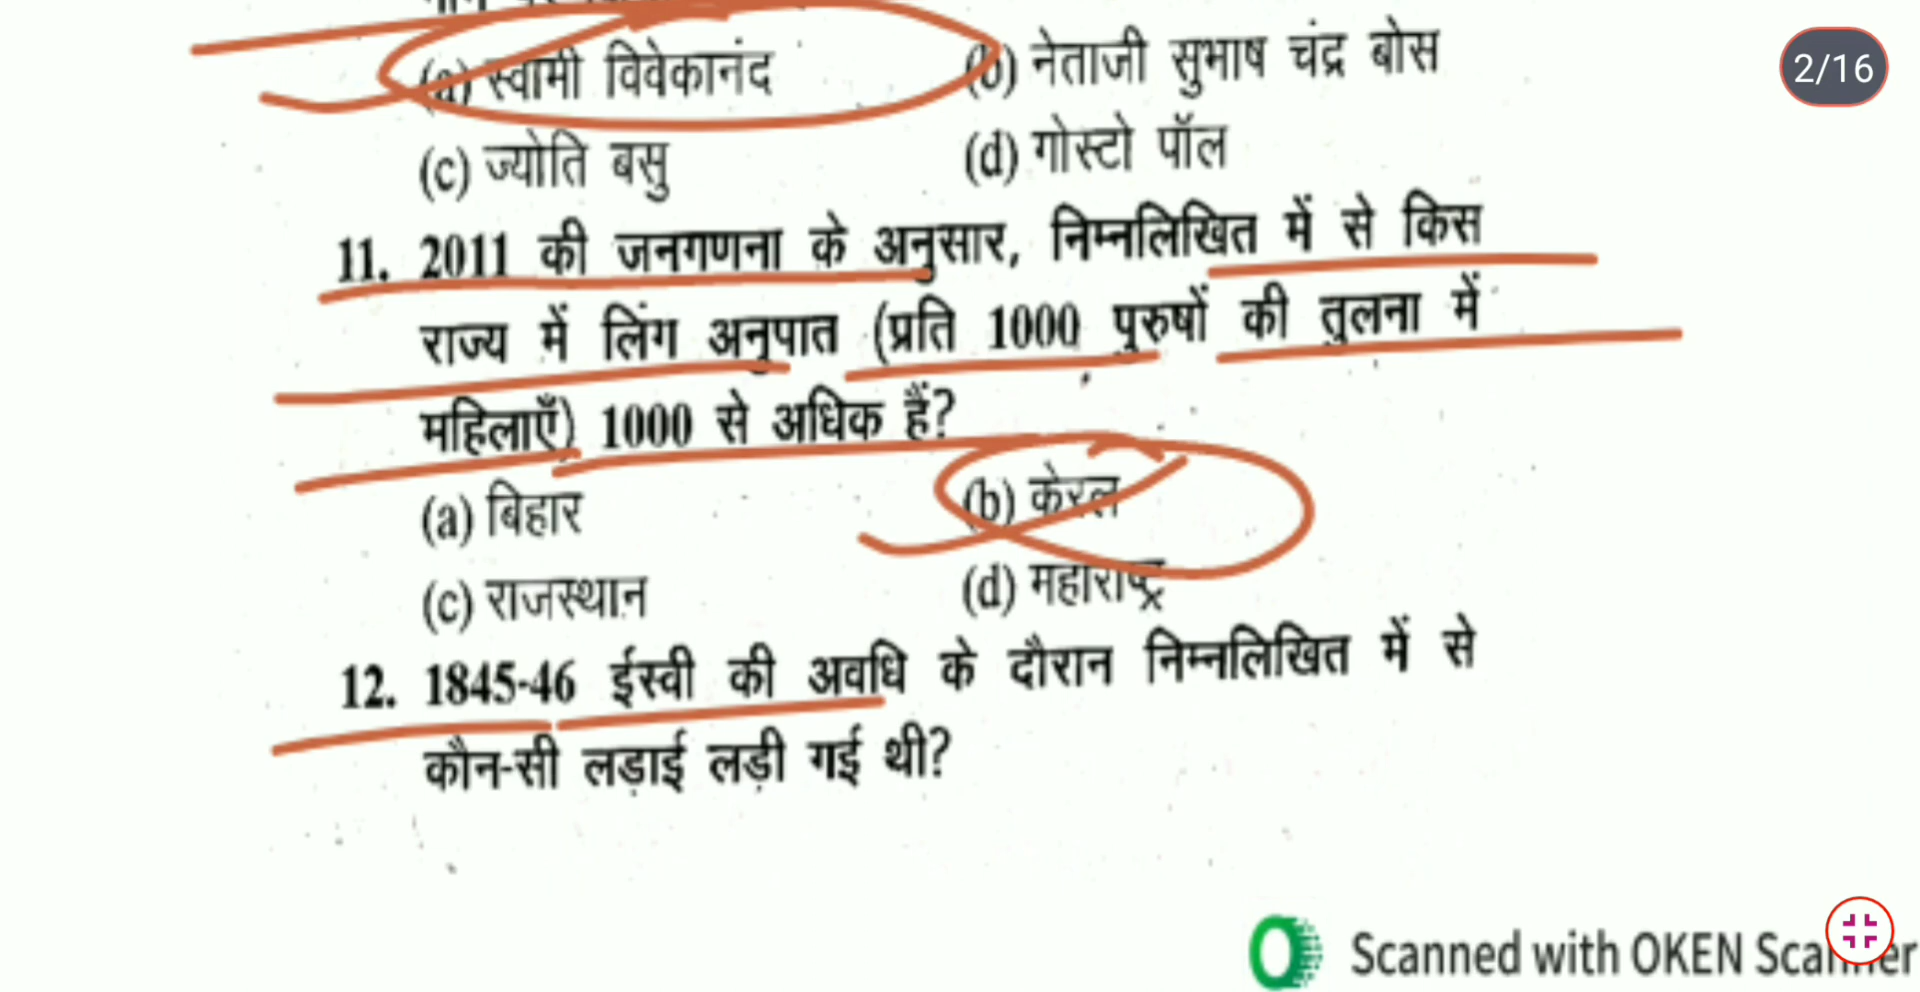 (a) स्वामी विवेकानंद (b) नेताजी सुभाष चंद्र बोस
2/16
(c) ज्योति बसु (d) गोस्टो पॉल
11. 2011 की जनगणना के अनुसार, निम्नलिखित में से किस
राज्य में लिंग अनुपात (प्रति 1000 पुरुषों की तुलना में
महिलाएँ) 1000 से अधिक हैं?
(a) बिहार (b) केरल
(c) राजस्थान (d) महाराष्ट्र
12. 1845-46 ईस्वी की अवधि के दौरान निम्नलिखित में से
कौन-सी लड़ाई लड़ी गई थी?
Scanned with OKEN Scanner